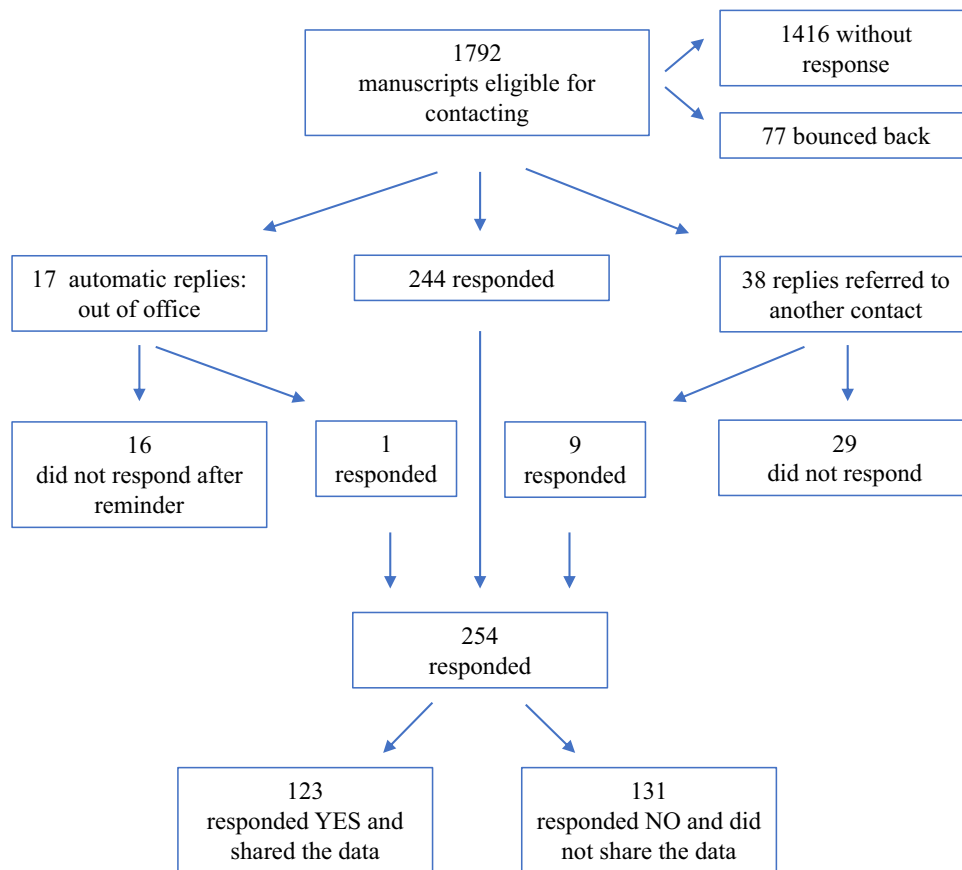 1792
manuscripts eligible for
contacting
1416 without
response
77 bounced back
17 automatic replies:
out of office
244 responded
38 replies referred to
another contact
16
did not respond after
reminder
1
responded
9
responded
29
did not respond
254
responded
123
responded YES and
shared the data
131
responded NO and did
not share the data